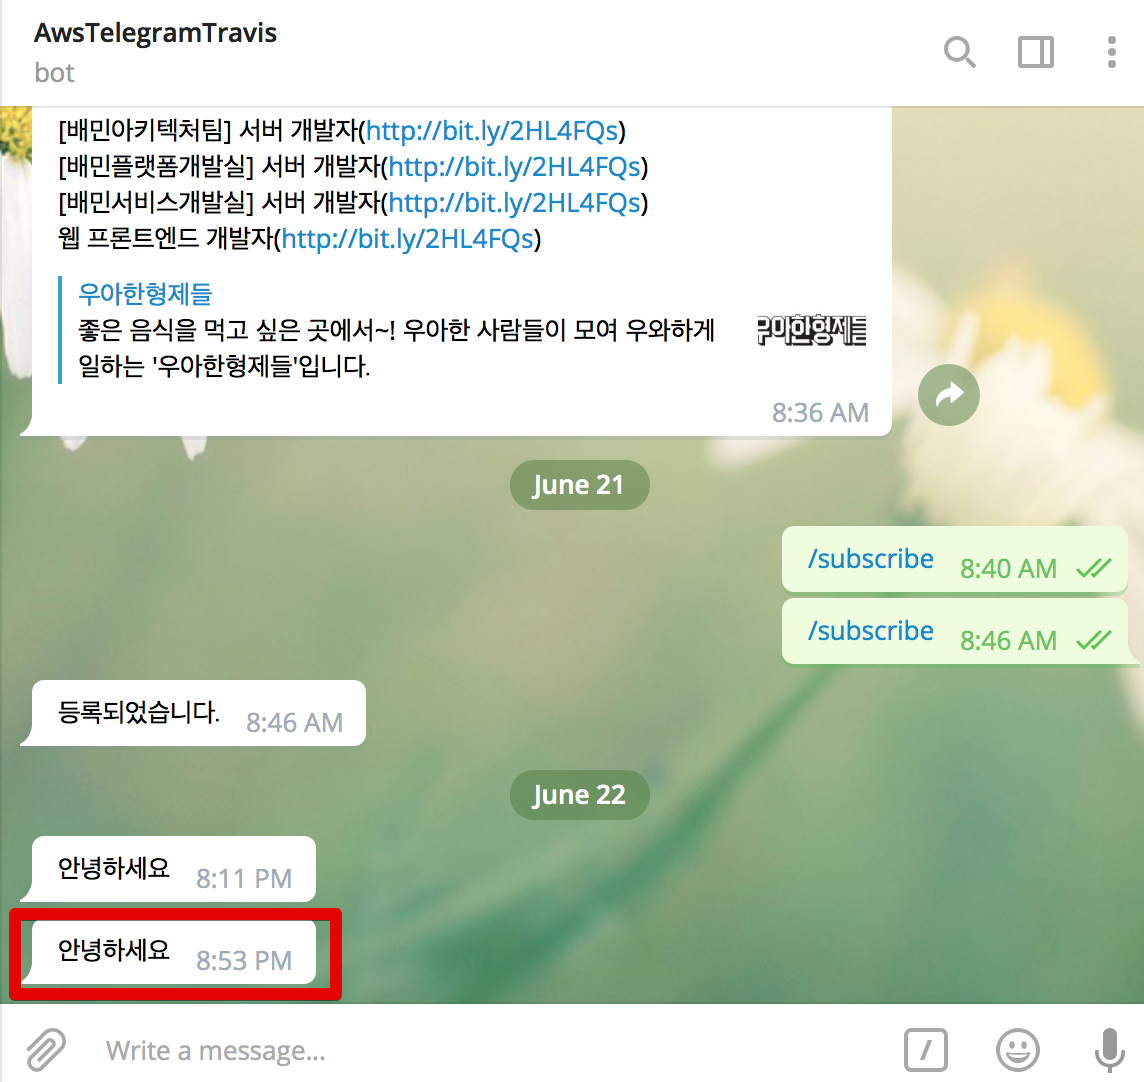 AwsTelegramTravis
bot
[배민아키텍처팀] 서버 개발자(http://bit.ly/2HL4FQs)
[배민플랫폼개발실] 서버 개발자(http://bit.ly/2HL4FQs)
[배민서비스개발실] 서버 개발자(http://bit.ly/2HL4FQs)
웹 프론트엔드 개발자(http://bit.ly/2HL4FQs)
우아한형제들
좋은 음식을 먹고 싶은 곳에서~! 우아한 사람들이 모여 우와하게
일하는 '우아한형제들'입니다.
우아한형제들
8:36 AM
June 21
/subscribe 8:40 AM
/subscribe 8:46 AM
등록되었습니다. 8:46 AM
June 22
안녕하세요 8:11 PM
안녕하세요 8:53 PM
Write a message...
/